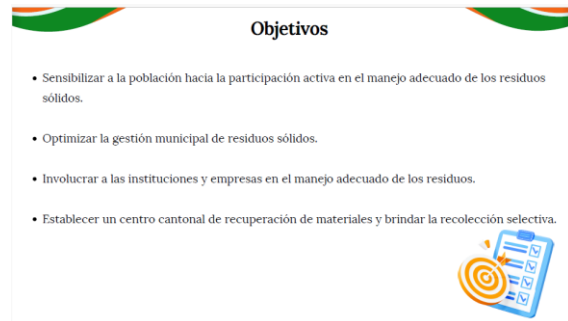 Objetivos
• Sensibilizar a la población hacia la participación activa en el manejo adecuado de los residuos
sólidos.
• Optimizar la gestión municipal de residuos sólidos.
• Involucrar a las instituciones y empresas en el manejo adecuado de los residuos.
• Establecer un centro cantonal de recuperación de materiales y brindar la recolección selectiva.